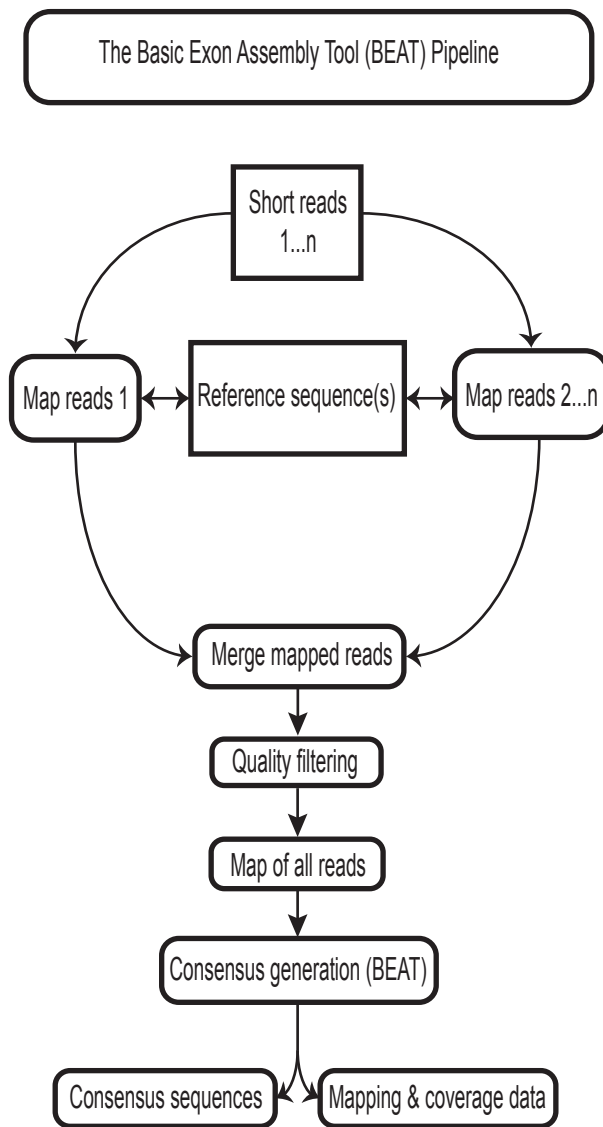 The Basic Exon Assembly Tool (BEAT) Pipeline
Short reads
1...n
Map reads 1
Reference sequence(s)
Map reads 2...n
Merge mapped reads
Quality filtering
Map of all reads
Consensus generation (BEAT)
Consensus sequences
Mapping & coverage data